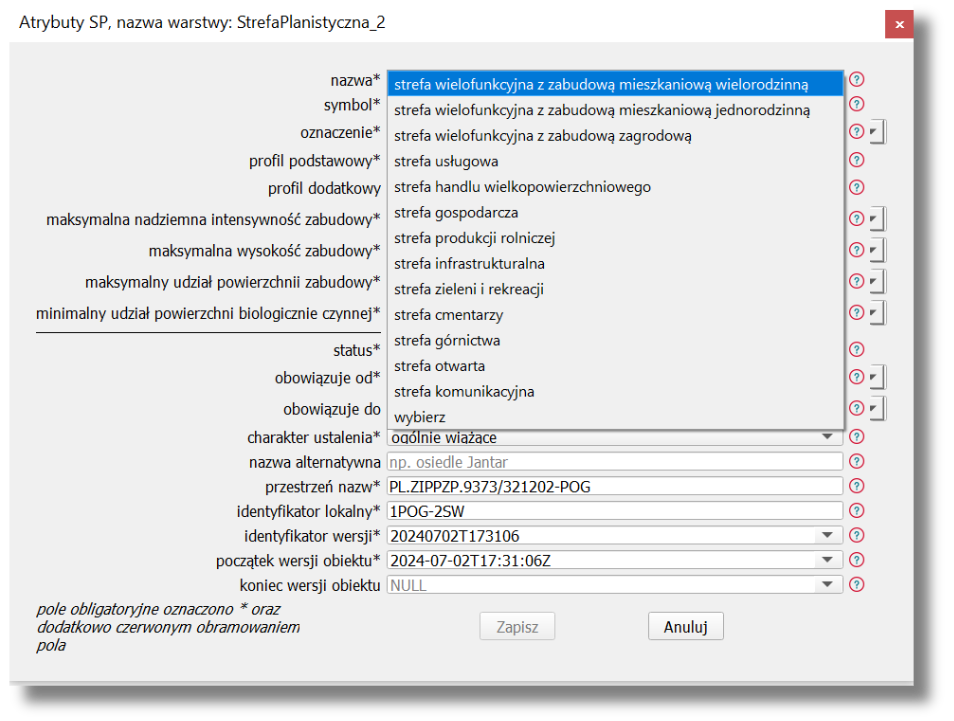 Atrybuty SP, nazwa warstwy: StrefaPlanistyczna_2
×
nazwa* strefa wielofunkcyjna z zabudową mieszkaniową wielorodzinną ?
symbol* strefa wielofunkcyjna z zabudową mieszkaniową jednorodzinną ?
oznaczenie* strefa wielofunkcyjna z zabudową zagrodową ?
profil podstawowy* strefa usługowa ?
profil dodatkowy strefa handlu wielkopowierzchniowego ?
maksymalna nadziemna intensywność zabudowy* strefa gospodarcza ?
strefa produkcji rolniczej
maksymalna wysokość zabudowy* strefa infrastrukturalna ?
maksymalny udział powierzchnii zabudowy* strefa zieleni i rekreacji ?
minimalny udział powierzchni biologicznie czynnej* strefa cmentarzy ?
status* strefa górnictwa ?
obowiązuje od* strefa otwarta ?
strefa komunikacyjna
obowiązuje do wybierz ?
charakter ustalenia* ogólnie wiążące ?
nazwa alternatywna np. osiedle Jantar ?
przestrzeń nazw* PL.ZIPPZP.9373/321202-POG ?
identyfikator lokalny* 1POG-2SW ?
identyfikator wersji* 20240702T173106 ?
początek wersji obiektu* 2024-07-02T17:31:06Z ?
koniec wersji obiektu NULL ?
pole obligatoryjne oznaczono * oraz
dodatkowo czerwonym obramowaniem
pola
Zapisz Anuluj